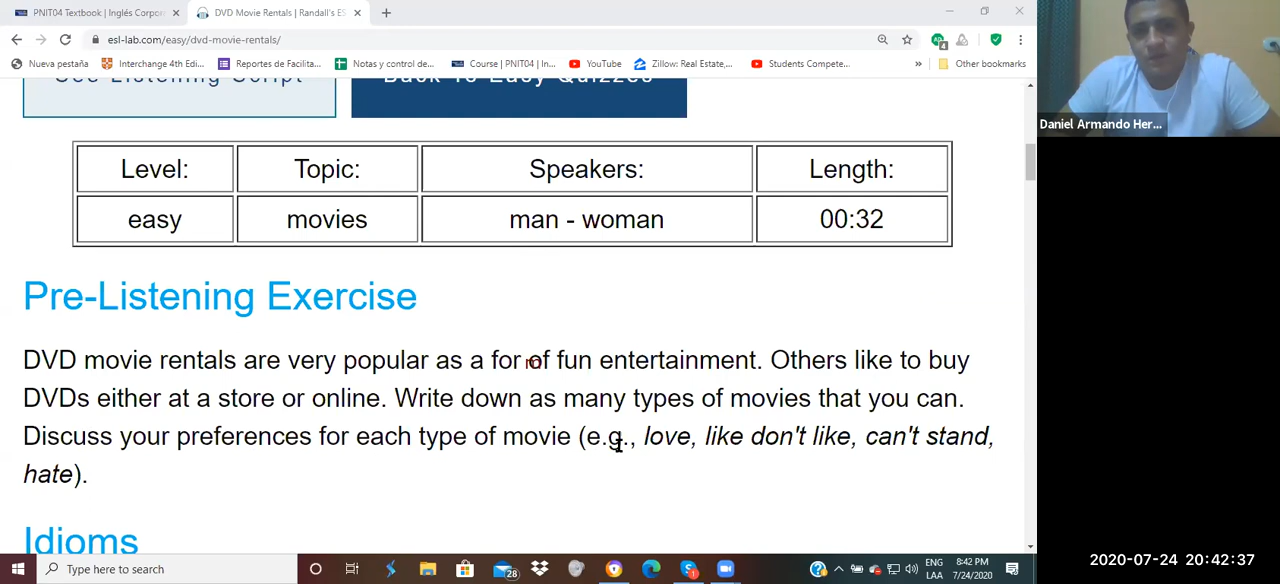 PNIT04 Textbook | Inglés Corpor
DVD Movie Rentals | Randall's ES
esl-lab.com/easy/dvd-movie-rentals/
Nueva pestaña
Interchange 4th Edi...
Reportes de Facilita...
Notas y control de...
Course | PNIT04 | In...
YouTube
Zillow: Real Estate,...
Students Compete...
»
Other bookmarks
See Listening Script
Back To Easy Quizzes
Daniel Armando Her...
Level: Topic: Speakers: Length:
easy movies man - woman 00:32
Pre-Listening Exercise
DVD movie rentals are very popular as a for of fun entertainment. Others like to buy
m
DVDs either at a store or online. Write down as many types of movies that you can.
Discuss your preferences for each type of movie (e.g., love, like don't like, can't stand,
hate).
Idioms
Type here to search
28
ENG
LAA
8:42 PM
7/24/2020
2020-07-24 20:42:37